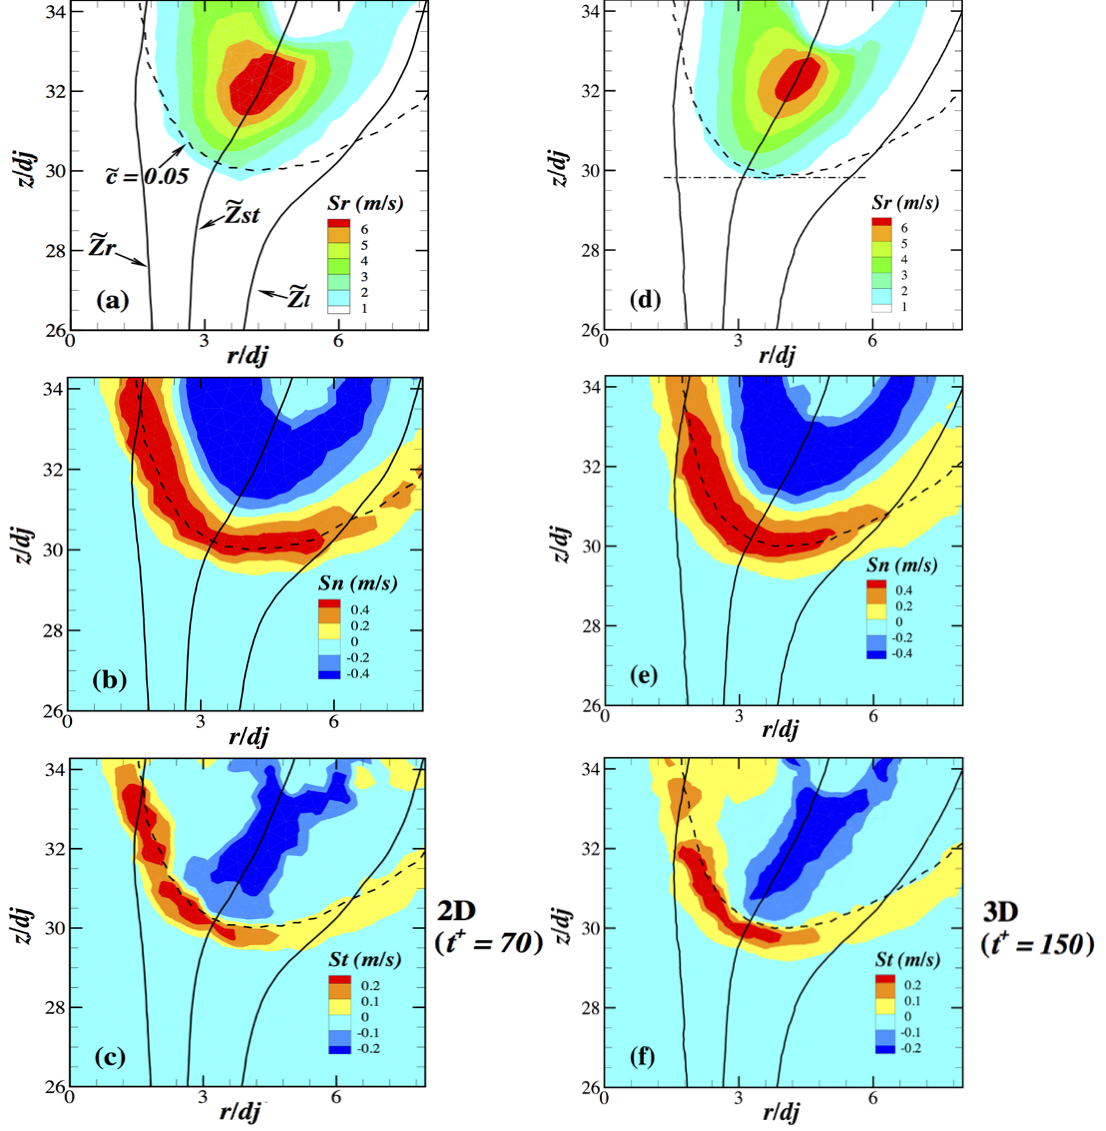 34
32
30
28
26
z/dj
c̃ = 0.05
Z̃st
Z̃r
Z̃l
Sr (m/s)
6
5
4
3
2
1
(a)
0
3
6
r/dj
34
32
30
28
26
z/dj
Sr (m/s)
6
5
4
3
2
1
(d)
0
3
6
r/dj
34
32
30
28
26
z/dj
Sn (m/s)
0.4
0.2
0
-0.2
-0.4
(b)
0
3
6
r/dj
34
32
30
28
26
z/dj
Sn (m/s)
0.4
0.2
0
-0.2
-0.4
(e)
0
3
6
r/dj
34
32
30
28
26
z/dj
St (m/s)
0.2
0.1
0
-0.1
-0.2
(c)
0
3
6
r/dj
2D
(t⁺ = 70)
34
32
30
28
26
z/dj
St (m/s)
0.2
0.1
0
-0.1
-0.2
(f)
0
3
6
r/dj
3D
(t⁺ = 150)